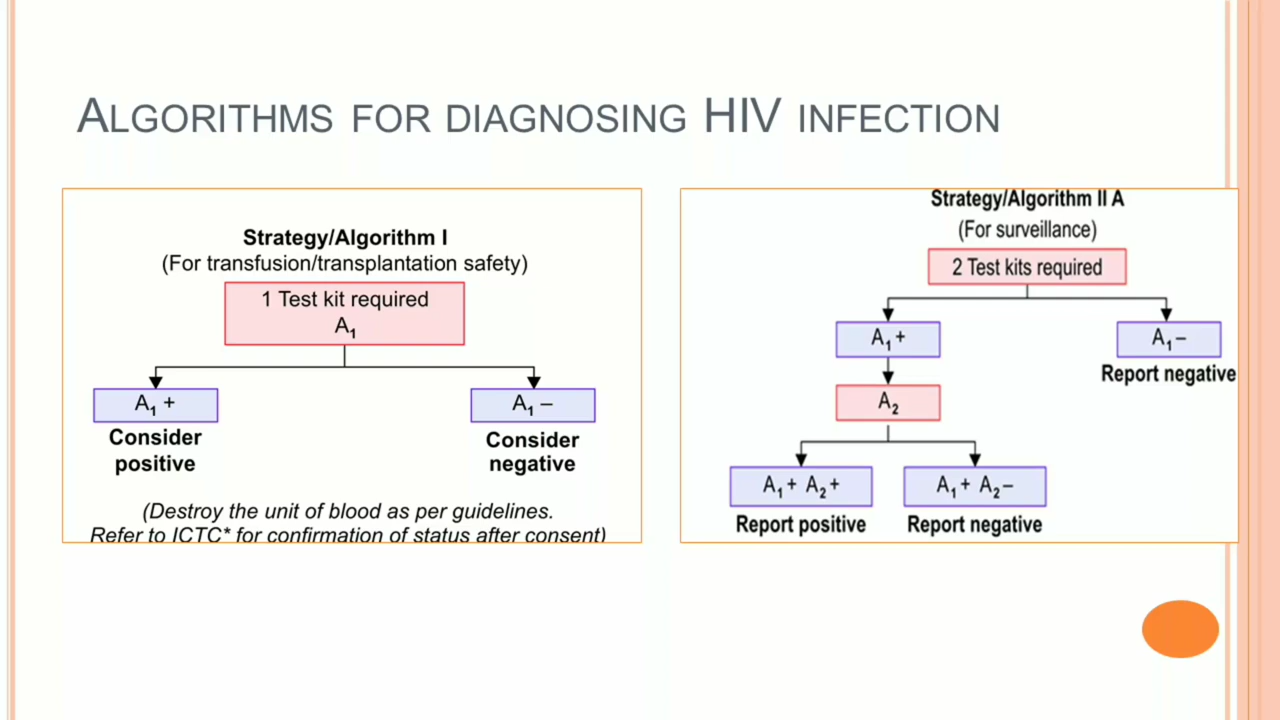 ALGORITHMS FOR DIAGNOSING HIV INFECTION
Strategy/Algorithm I
(For transfusion/transplantation safety)
1 Test kit required
A₁
A₁ +
A₁ –
Consider
positive
Consider
negative
(Destroy the unit of blood as per guidelines.
Refer to ICTC* for confirmation of status after consent)
Strategy/Algorithm II A
(For surveillance)
2 Test kits required
A₁ +
A₁ –
Report negative
A₂
A₁ + A₂ +
A₁ + A₂ –
Report positive
Report negative